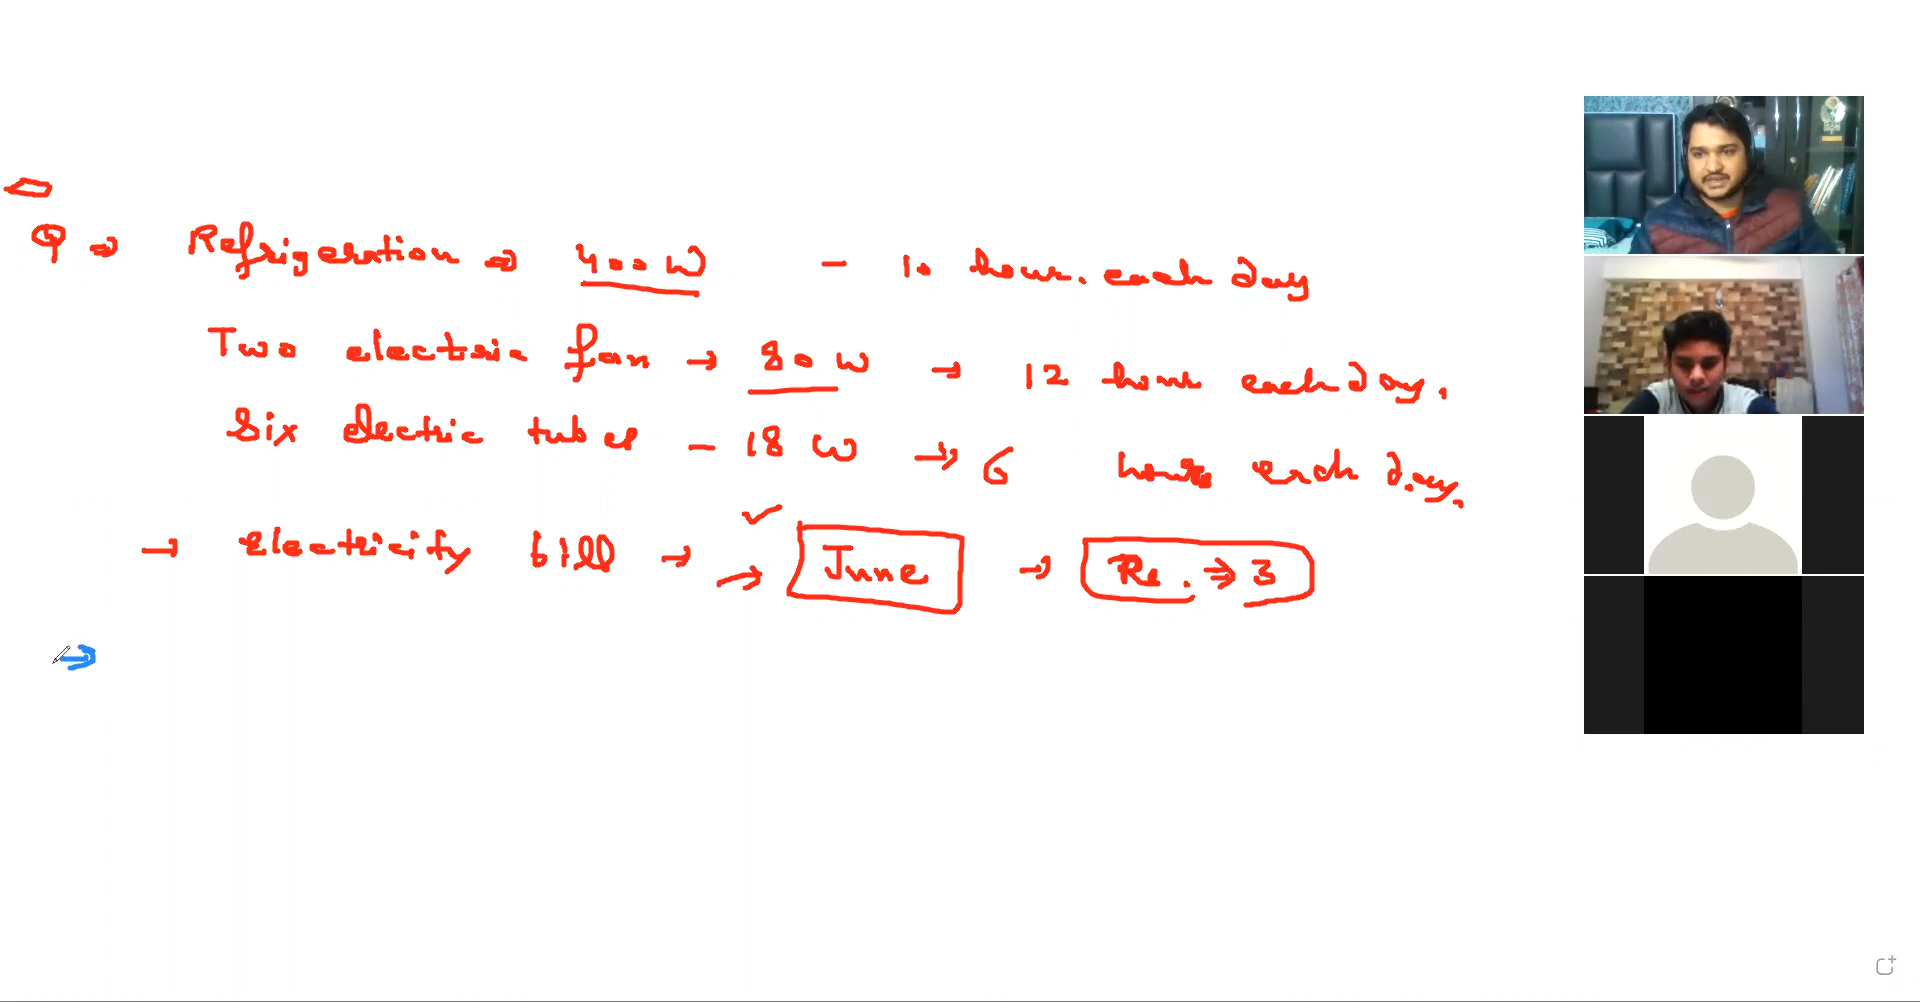 Q ⇒ Refrigeration ⇒ 400 W - 10 hour. each day
Two electric fan → 80 W → 12 hour each day.
Six electric tubes - 18 W → 6 hours each day.
→ electricity bill → → June → Re. ⇒ 3